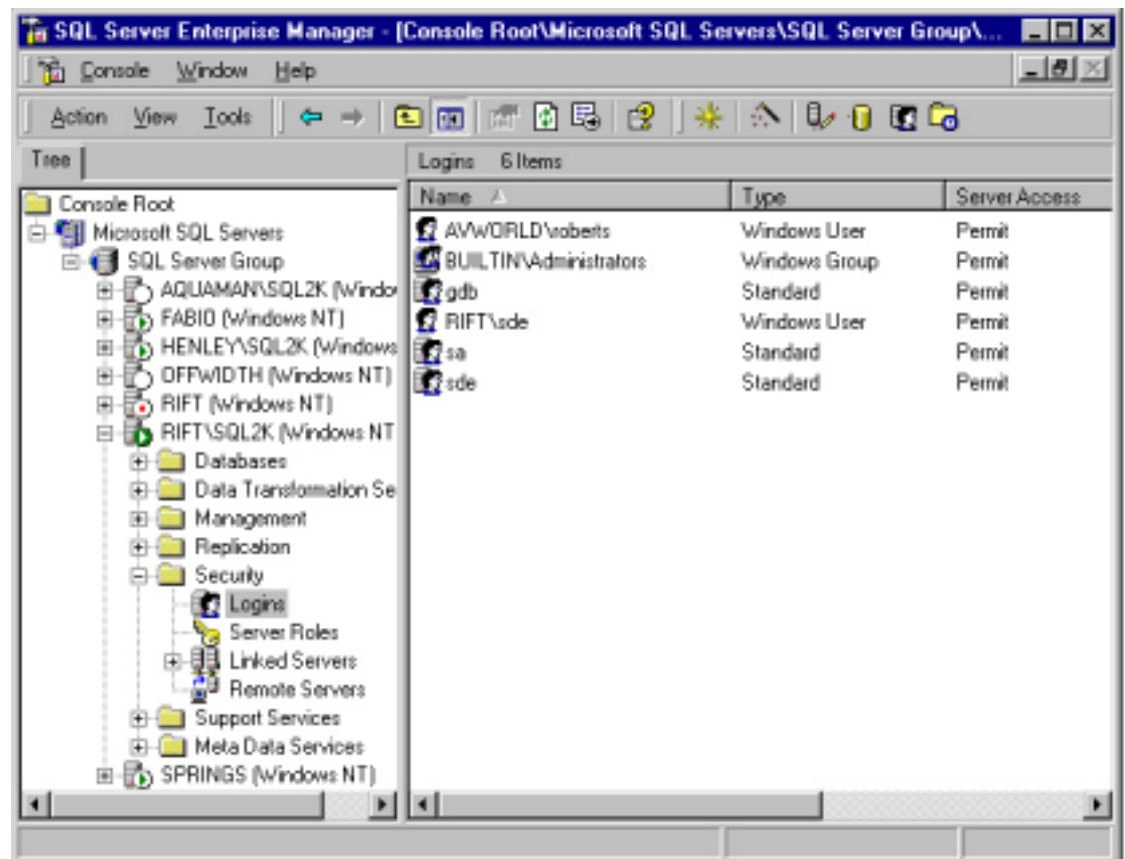 SQL Server Enterprise Manager - [Console Root\Microsoft SQL Servers\SQL Server Group\...
Console Window Help
Action View Tools
Tree
Logins 6 Items
Console Root
Microsoft SQL Servers
SQL Server Group
AQUAMAN\SQL2K (Windo
FABIO (Windows NT)
HENLEY\SQL2K (Windows
OFFWIDTH (Windows NT)
RIFT (Windows NT)
RIFT\SQL2K (Windows NT
Databases
Data Transformation Se
Management
Replication
Security
Logins
Server Roles
Linked Servers
Remote Servers
Support Services
Meta Data Services
SPRINGS (Windows NT)
Name Type Server Access
AVWORLD\roberts Windows User Permit
BUILTIN\Administrators Windows Group Permit
gdb Standard Permit
RIFT\sde Windows User Permit
sa Standard Permit
sde Standard Permit